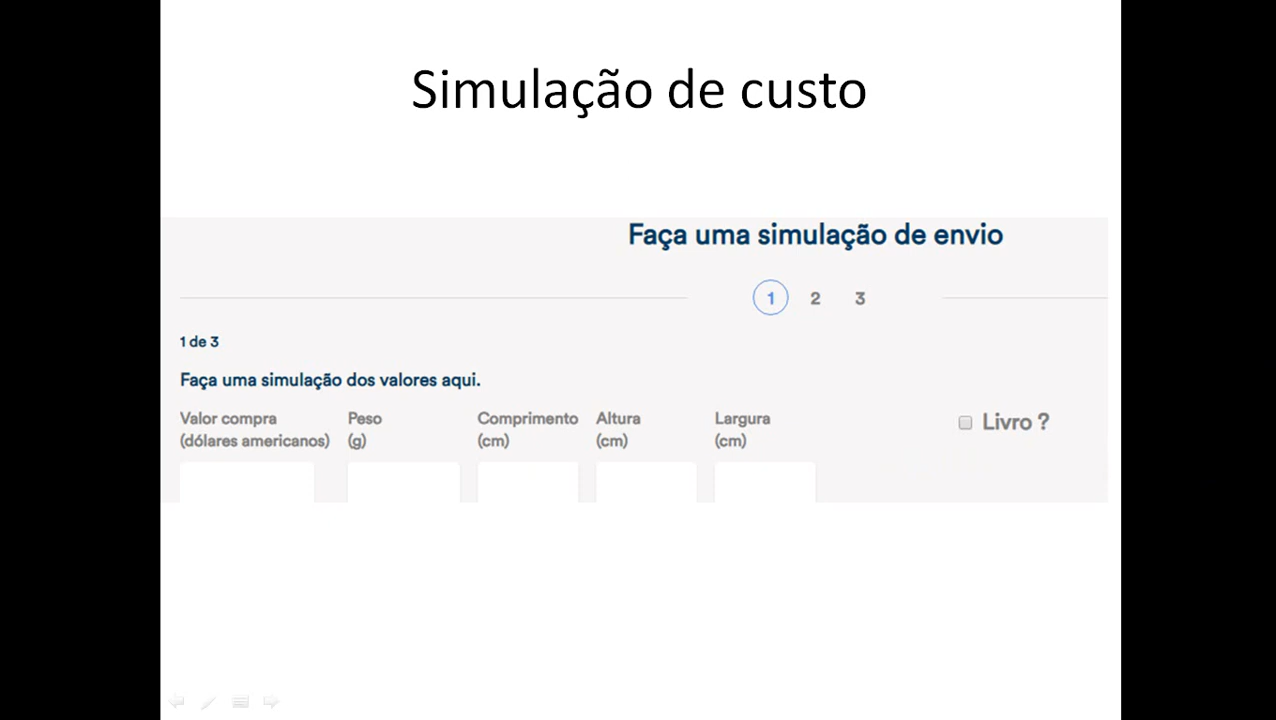 Simulação de custo
Faça uma simulação de envio
1 2 3
1 de 3
Faça uma simulação dos valores aqui.
Valor compra Peso Comprimento Altura Largura Livro ?
(dólares americanos) (g) (cm) (cm) (cm)